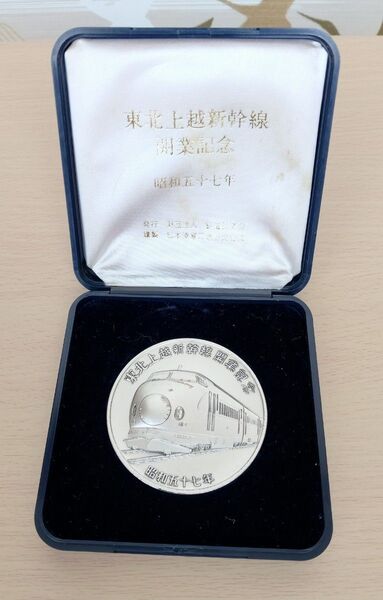 東北上越新幹線
開業記念
昭和五十七年
東北上越新幹線開業記念
昭和五十七年